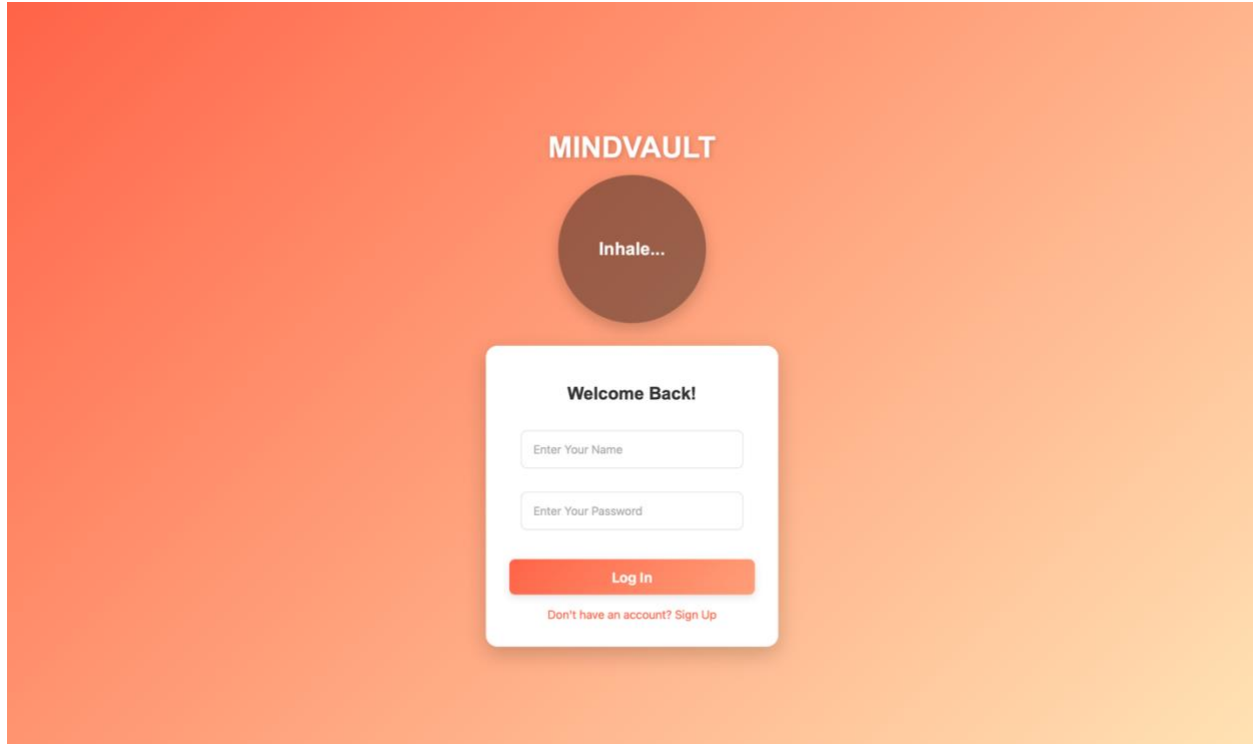 MINDVAULT
Inhale...
Welcome Back!
Enter Your Name
Enter Your Password
Log In
Don't have an account? Sign Up